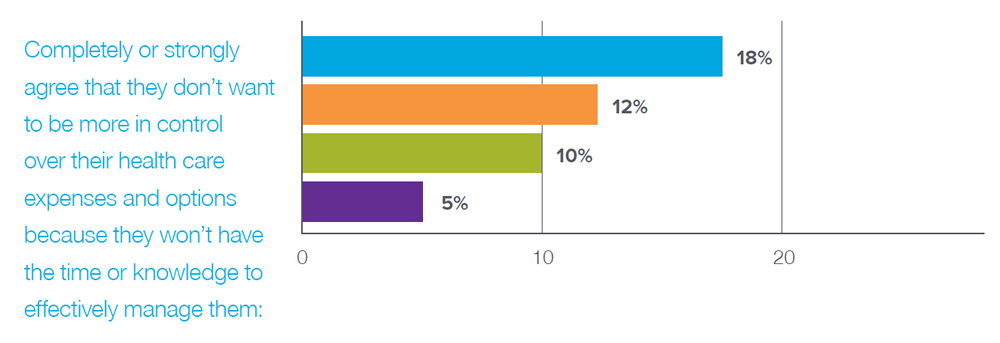 Completely or strongly
agree that they don’t want
to be more in control
over their health care
expenses and options
because they won’t have
the time or knowledge to
effectively manage them:
18%
12%
10%
5%
0 10 20